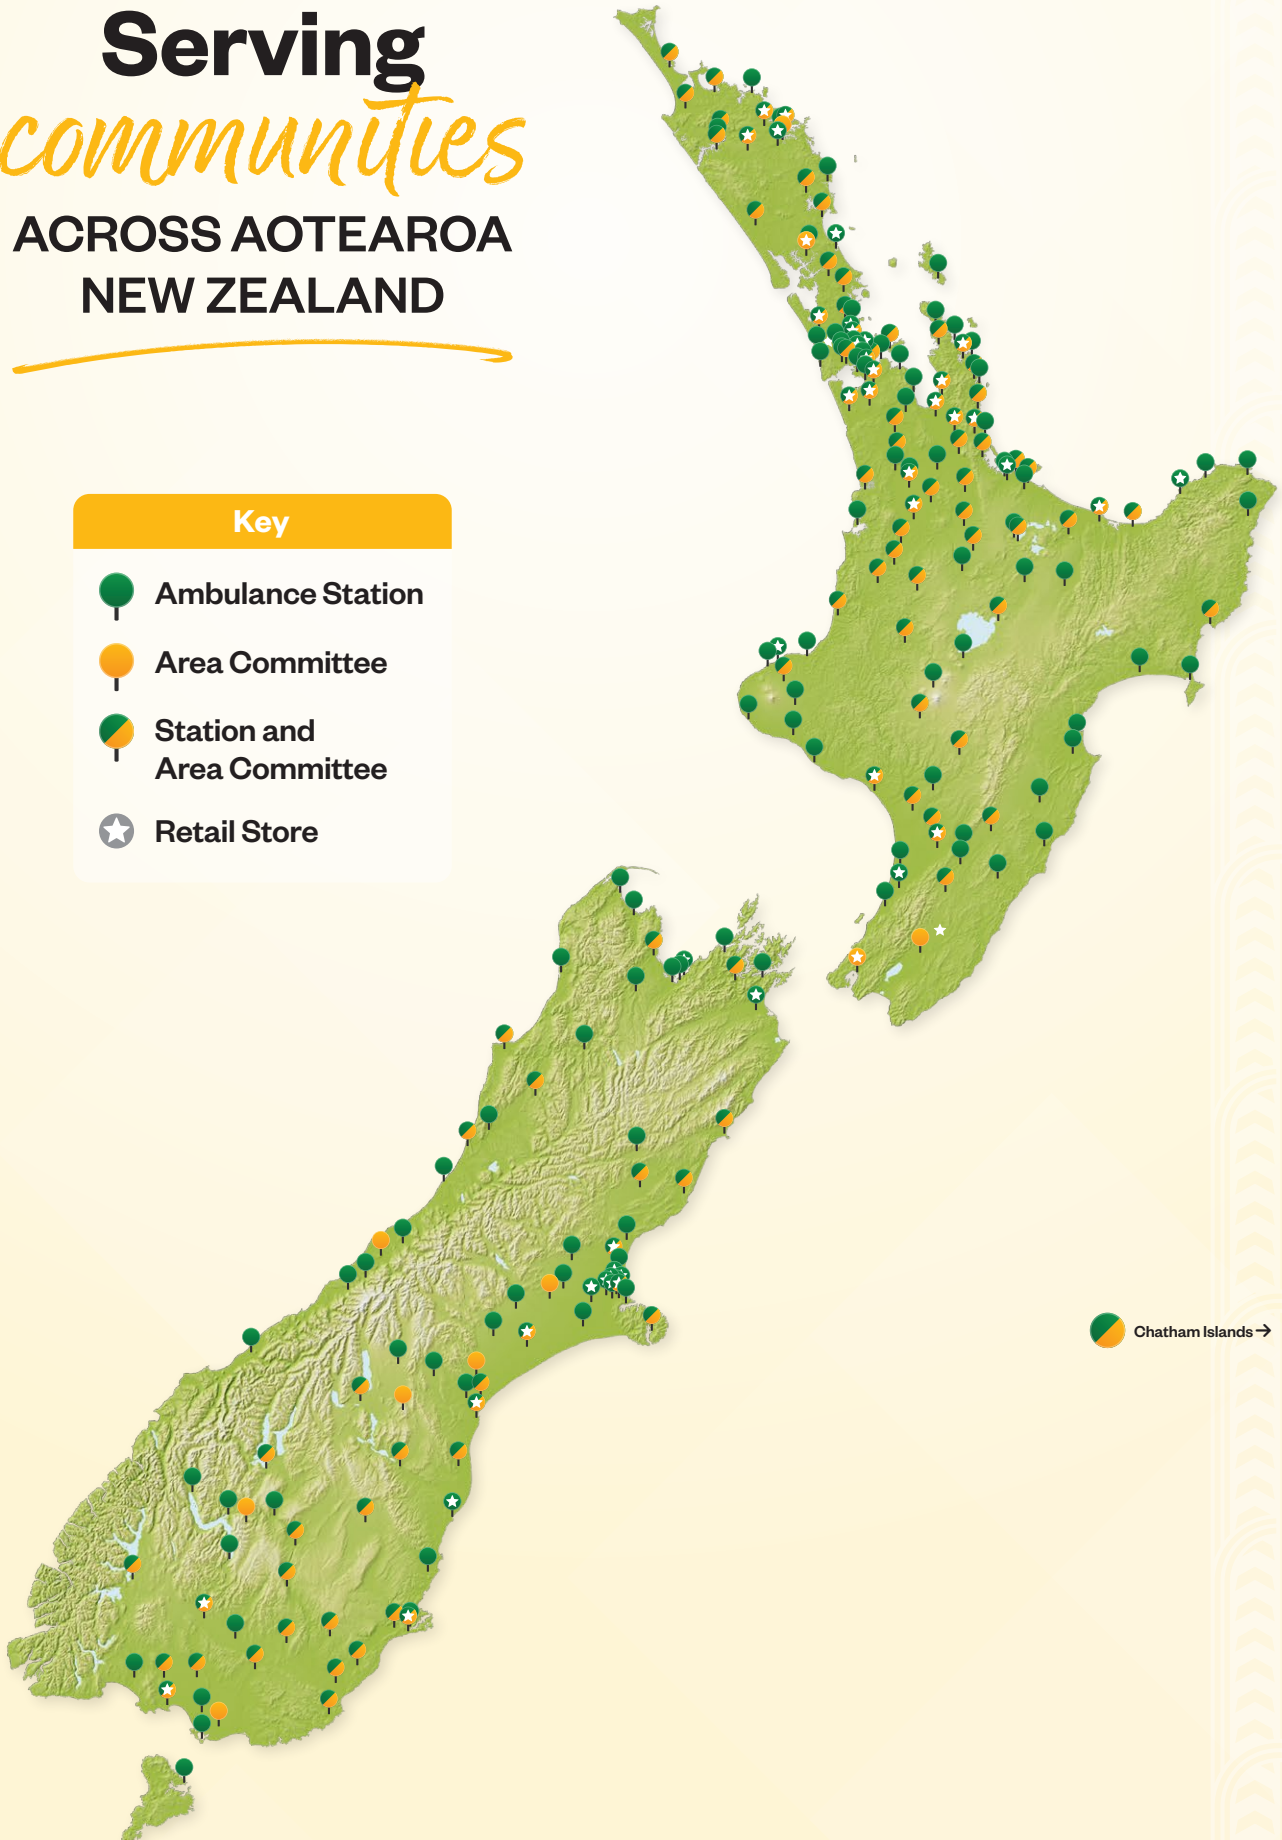 Serving
communities
ACROSS AOTEAROA
NEW ZEALAND
Key
Ambulance Station
Area Committee
Station and
Area Committee
Retail Store
Chatham Islands→